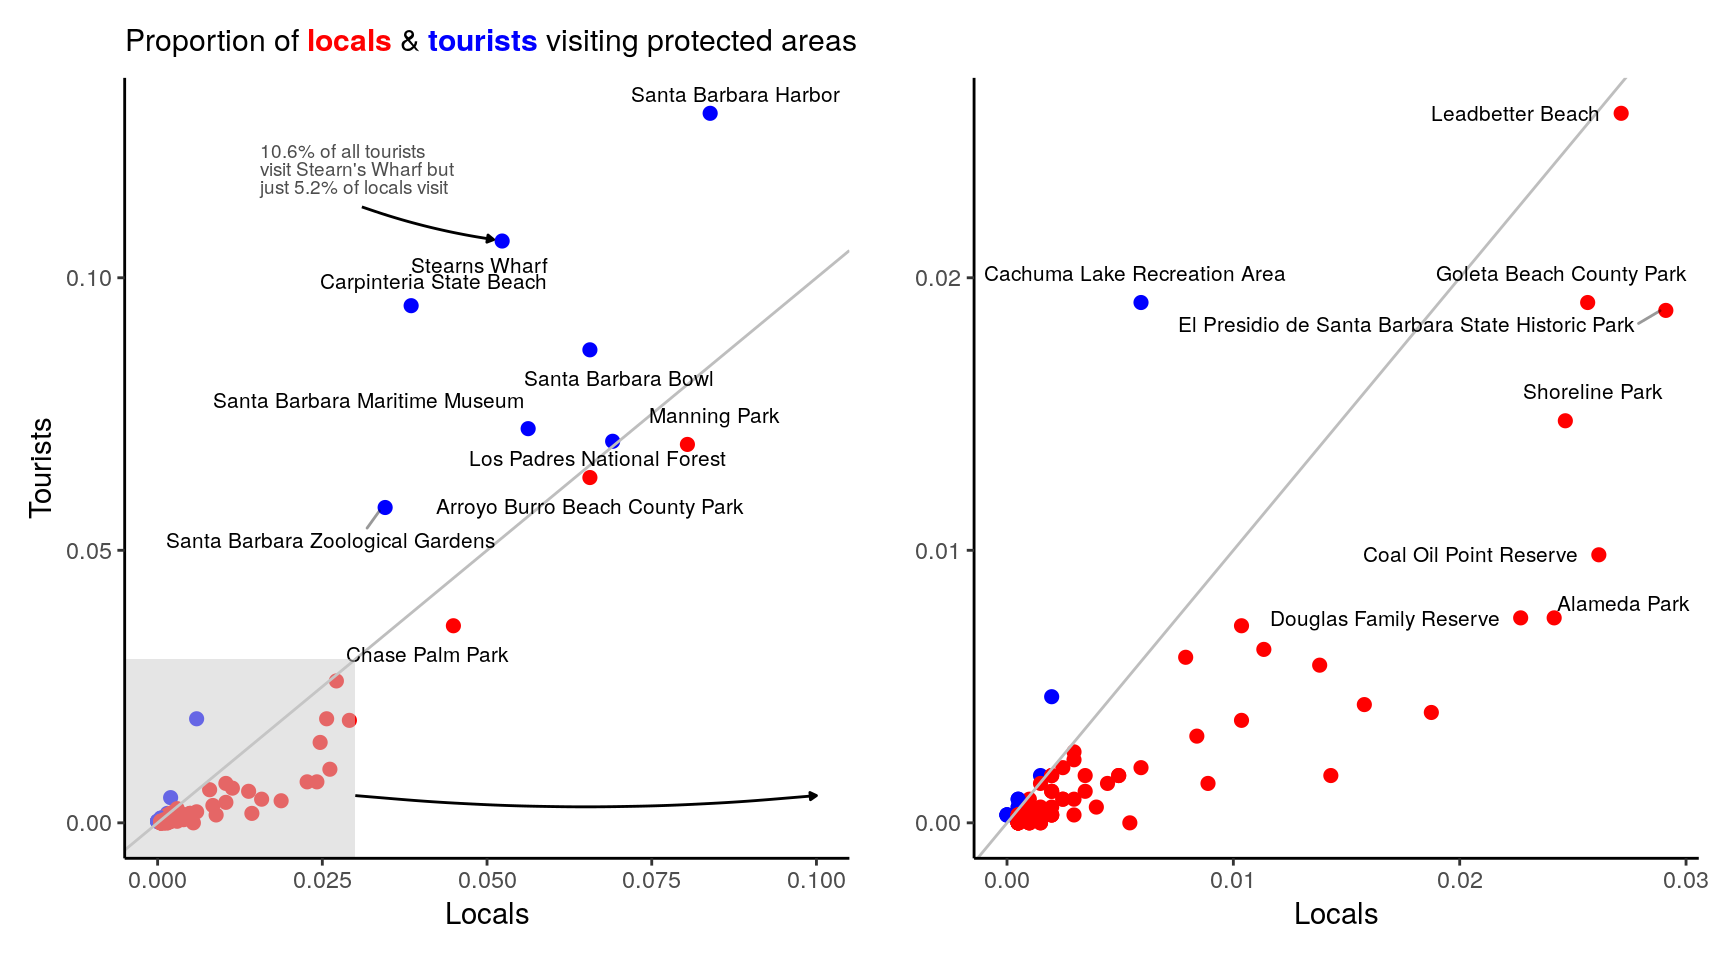 Proportion of locals & tourists visiting protected areas
Santa Barbara Harbor
10.6% of all tourists
visit Stearn's Wharf but
just 5.2% of locals visit
Stearns Wharf
Carpinteria State Beach
Santa Barbara Bowl
Santa Barbara Maritime Museum
Manning Park
Los Padres National Forest
Arroyo Burro Beach County Park
Santa Barbara Zoological Gardens
Chase Palm Park
Tourists
0.10
0.05
0.00
0.000 0.025 0.050 0.075 0.100
Locals
Leadbetter Beach
Cachuma Lake Recreation Area
Goleta Beach County Park
El Presidio de Santa Barbara State Historic Park
Shoreline Park
Coal Oil Point Reserve
Alameda Park
Douglas Family Reserve
0.02
0.01
0.00
0.00 0.01 0.02 0.03
Locals